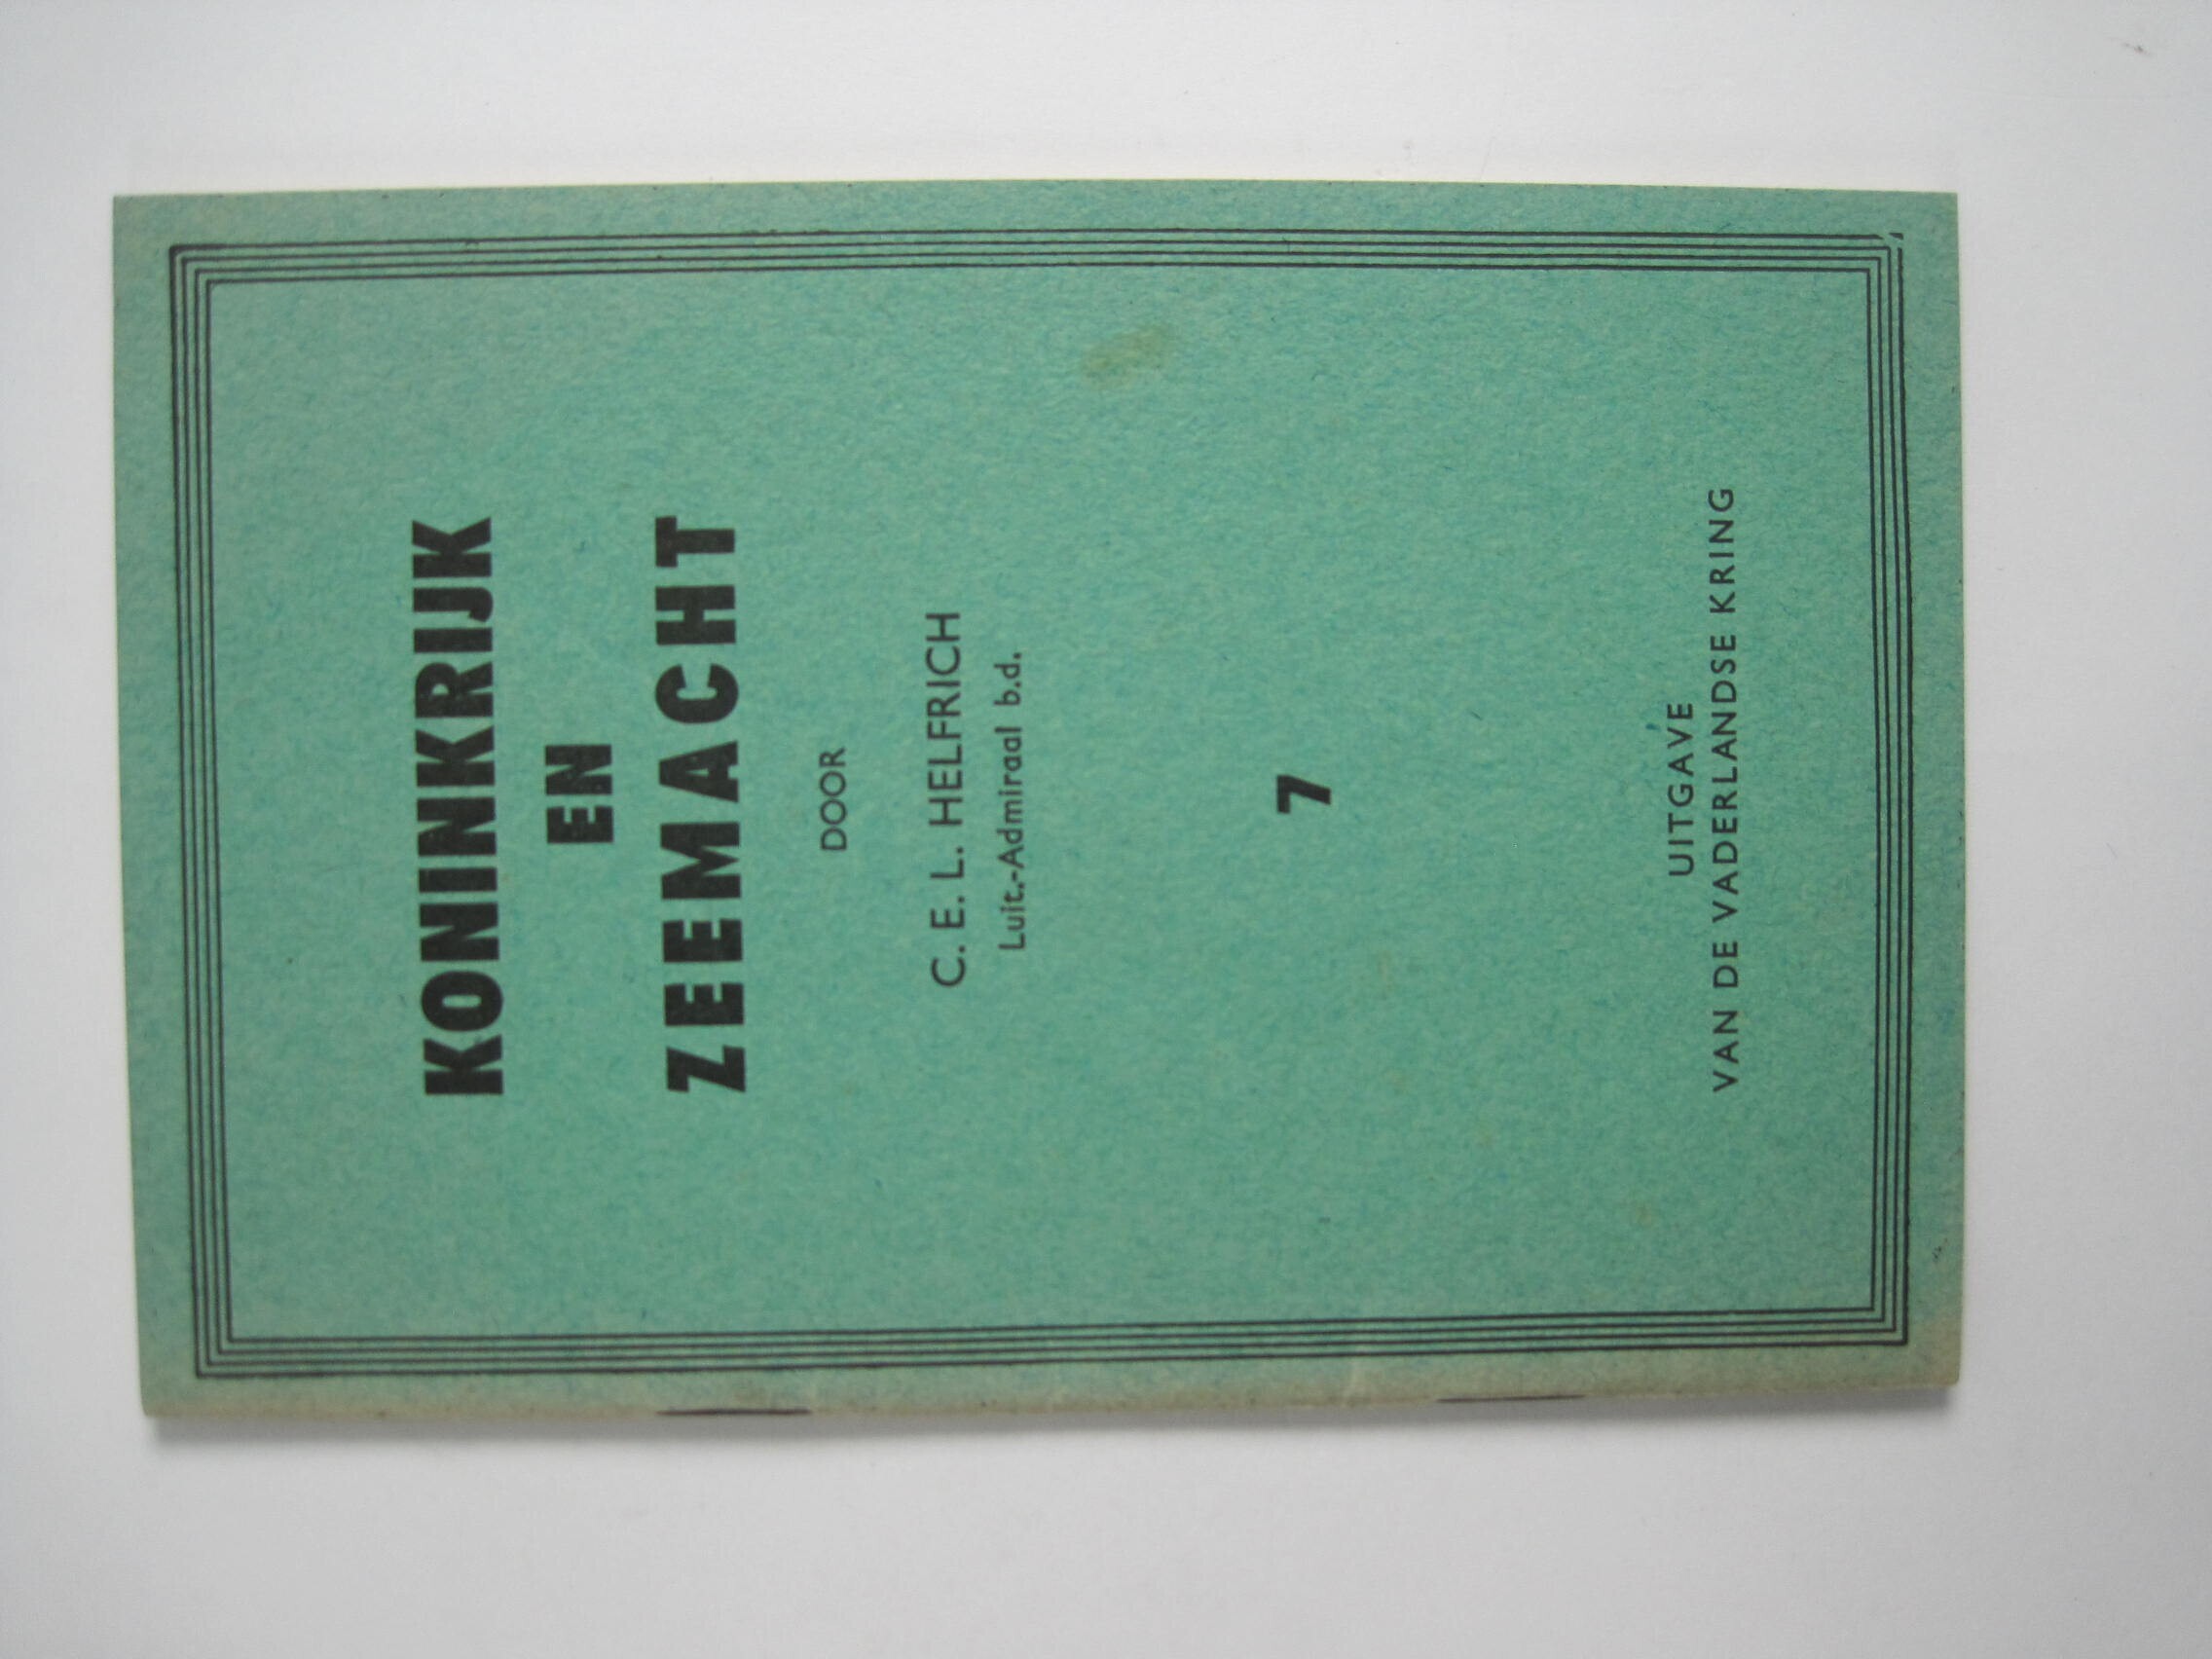 KONINKRIJK
EN
ZEEMACHT
DOOR
C. E. L. HELFRICH
Luit.-Admiraal b.d.
7
UITGAVE
VAN DE VADERLANDSE KRING